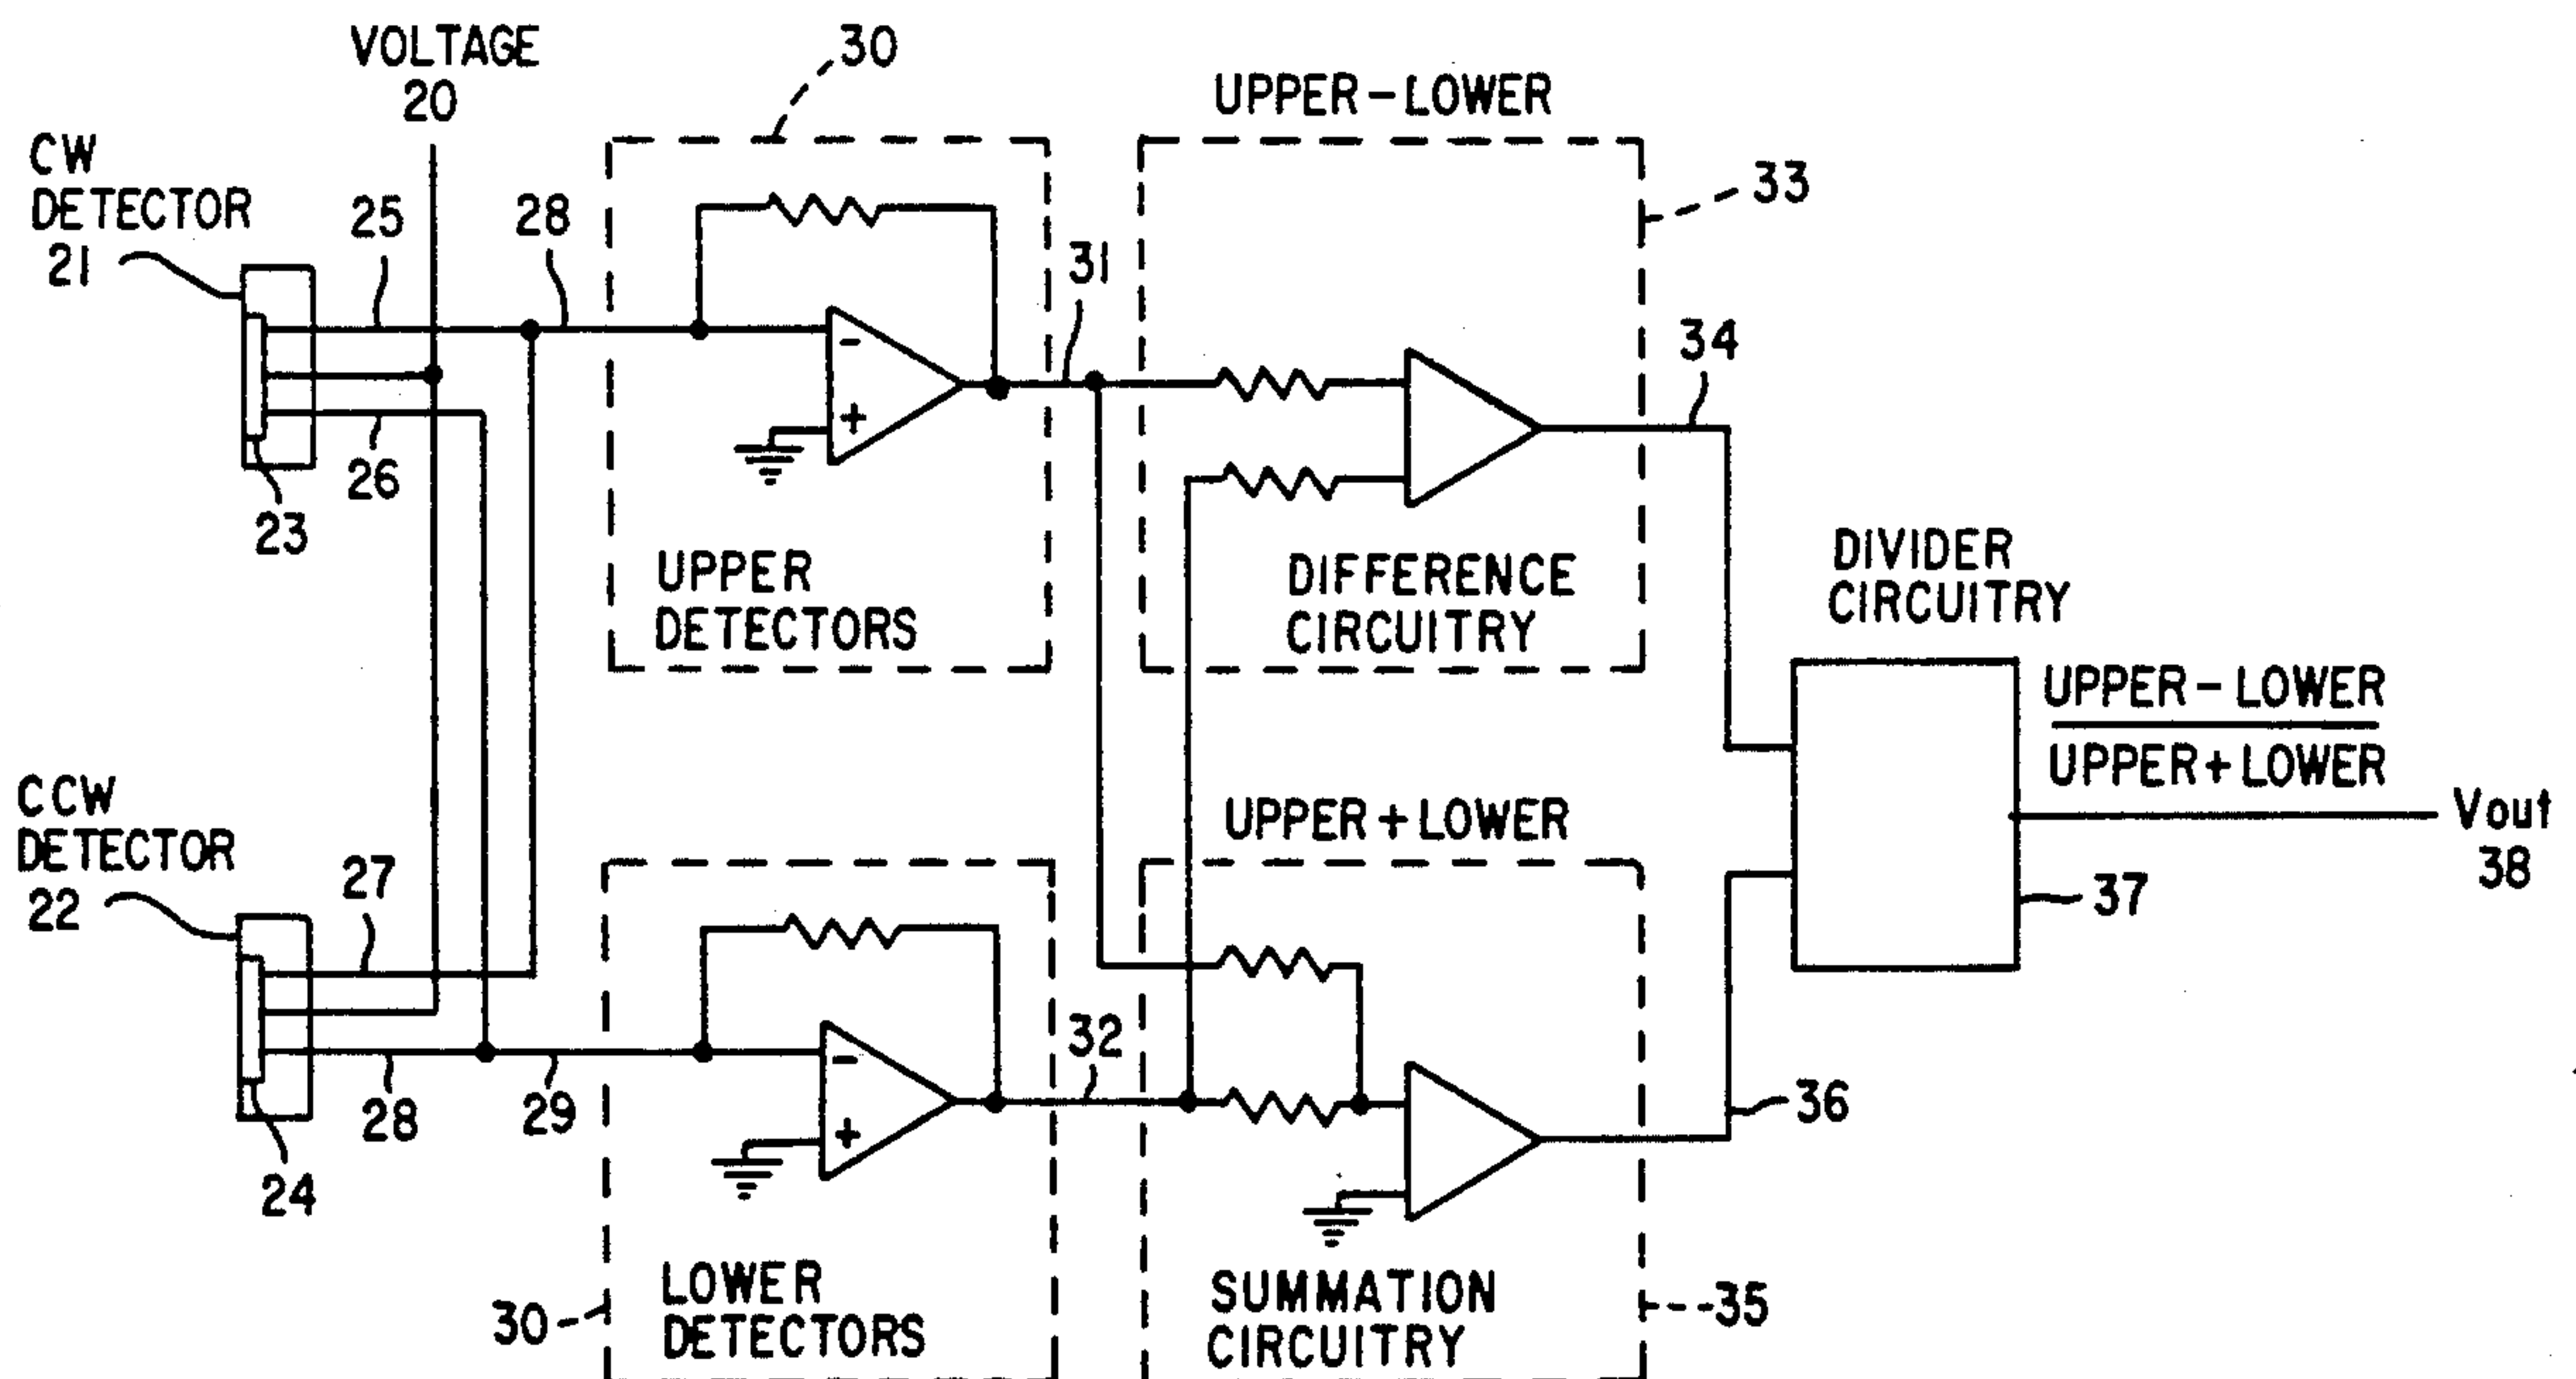 VOLTAGE
20
30
UPPER-LOWER
33
CW
DETECTOR
21
25
28
31
34
-
+
26
23
UPPER
DETECTORS
DIFFERENCE
CIRCUITRY
DIVIDER
CIRCUITRY
UPPER-LOWER
UPPER+LOWER
Vout
38
37
CCW
DETECTOR
22
27
UPPER+LOWER
32
-
+
28
29
24
36
30
LOWER
DETECTORS
SUMMATION
CIRCUITRY
35